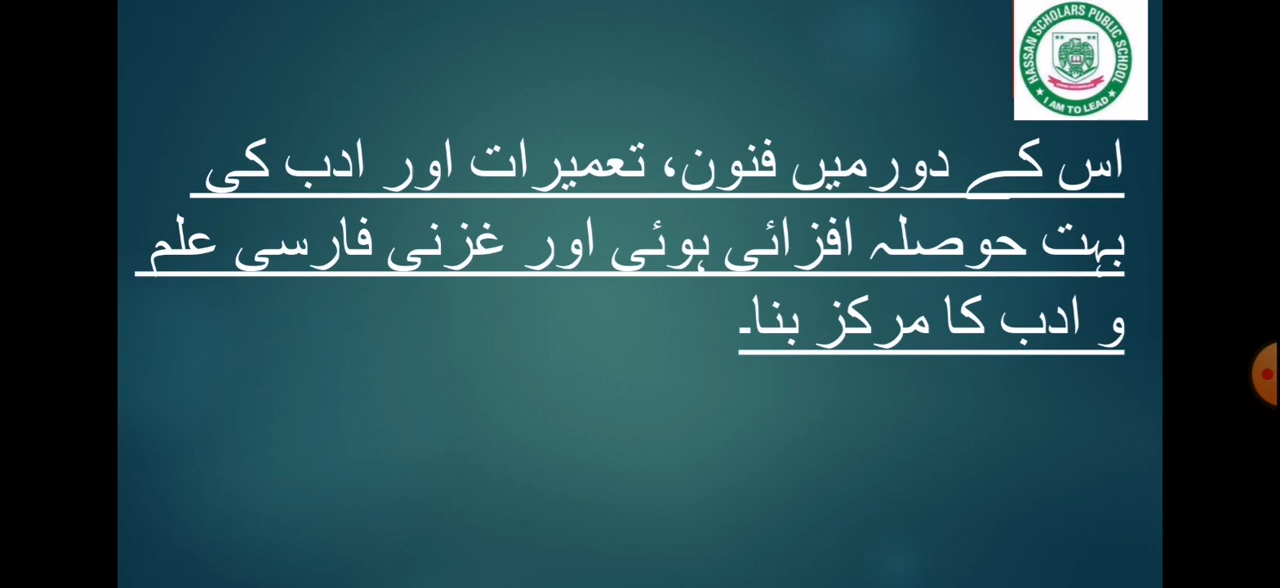 HASSAN SCHOLARS PUBLIC SCHOOL
I AM TO LEAD
اس کے دور میں فنون، تعمیرات اور ادب کی
بہت حوصلہ افزائی ہوئی اور غزنی فارسی علم
و ادب کا مرکز بنا۔